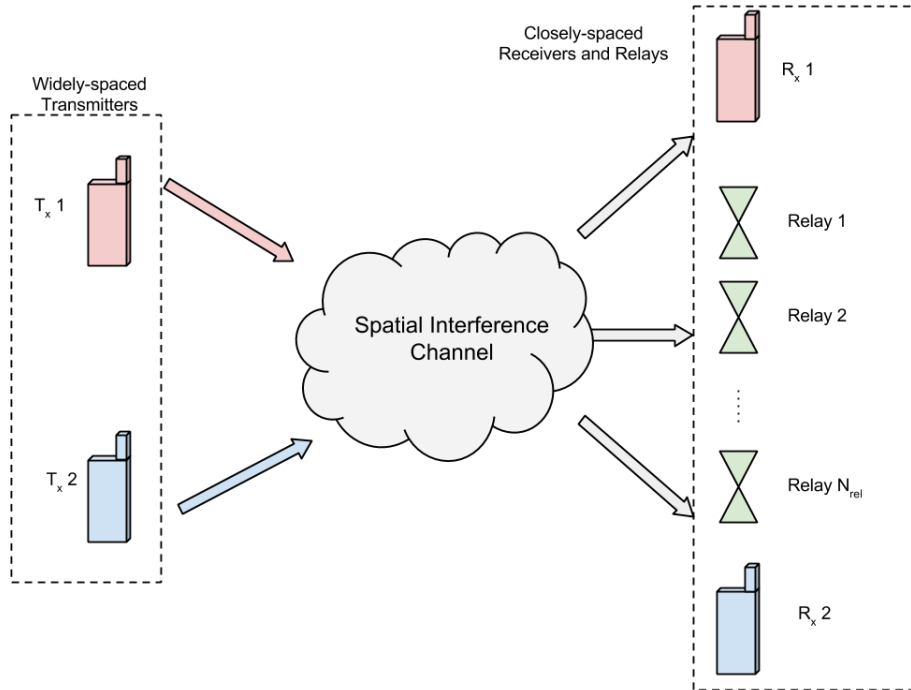 Closely-spaced
Receivers and Relays
Rx 1
Widely-spaced
Transmitters
Tx 1
Relay 1
Relay 2
Spatial Interference
Channel
Tx 2
Relay Nrel
Rx 2